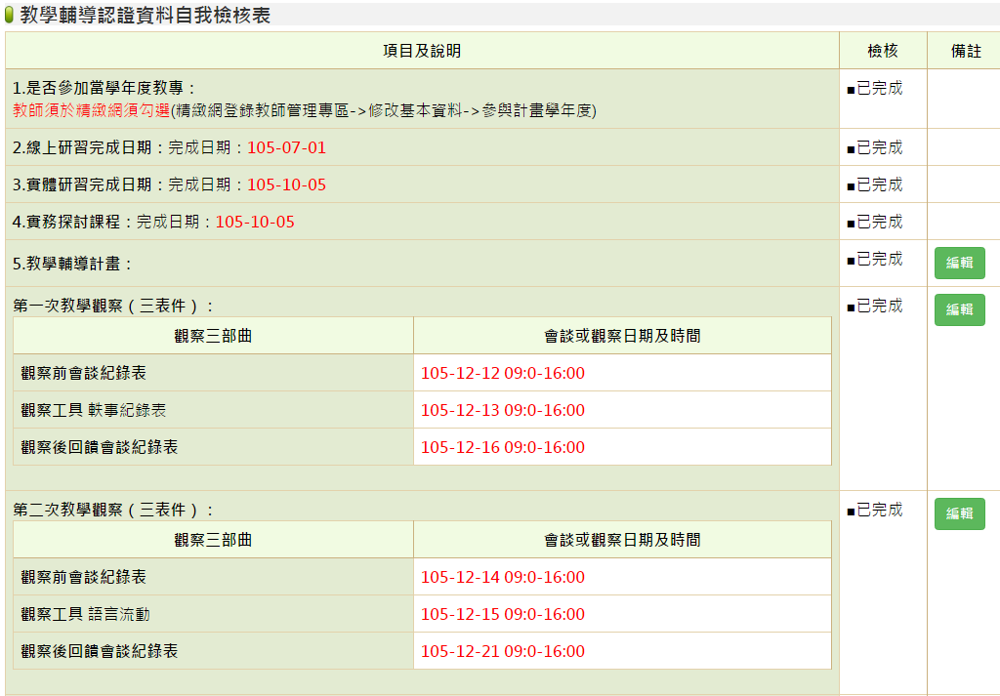 教學輔導認證資料自我檢核表
項目及說明 檢核 備註
1.是否參加當學年度教專：
教師須於精緻網須勾選(精緻網登錄教師管理專區->修改基本資料->參與計畫學年度) ■已完成
2.線上研習完成日期：完成日期：105-07-01 ■已完成
3.實體研習完成日期：完成日期：105-10-05 ■已完成
4.實務探討課程：完成日期：105-10-05 ■已完成
5.教學輔導計畫： ■已完成 編輯
第一次教學觀察（三表件）： ■已完成 編輯
觀察三部曲 會談或觀察日期及時間
觀察前會談紀錄表 105-12-12 09:0-16:00
觀察工具 軼事紀錄表 105-12-13 09:0-16:00
觀察後回饋會談紀錄表 105-12-16 09:0-16:00
第二次教學觀察（三表件）： ■已完成 編輯
觀察三部曲 會談或觀察日期及時間
觀察前會談紀錄表 105-12-14 09:0-16:00
觀察工具 語言流動 105-12-15 09:0-16:00
觀察後回饋會談紀錄表 105-12-21 09:0-16:00